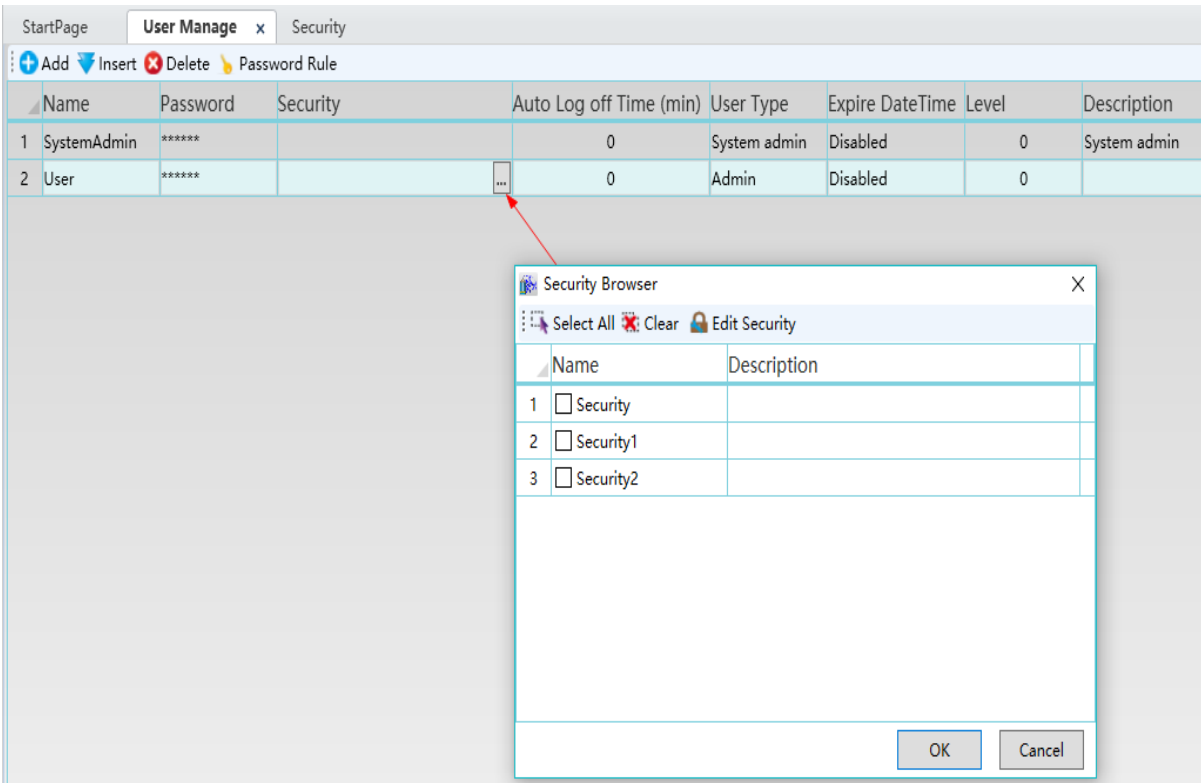 StartPage User Manage x Security
Add Insert Delete Password Rule
Name Password Security Auto Log off Time (min) User Type Expire DateTime Level Description
1 SystemAdmin ****** 0 System admin Disabled 0 System admin
2 User ****** ... 0 Admin Disabled 0
Security Browser
Select All Clear Edit Security
Name Description
1 Security
2 Security1
3 Security2
OK Cancel